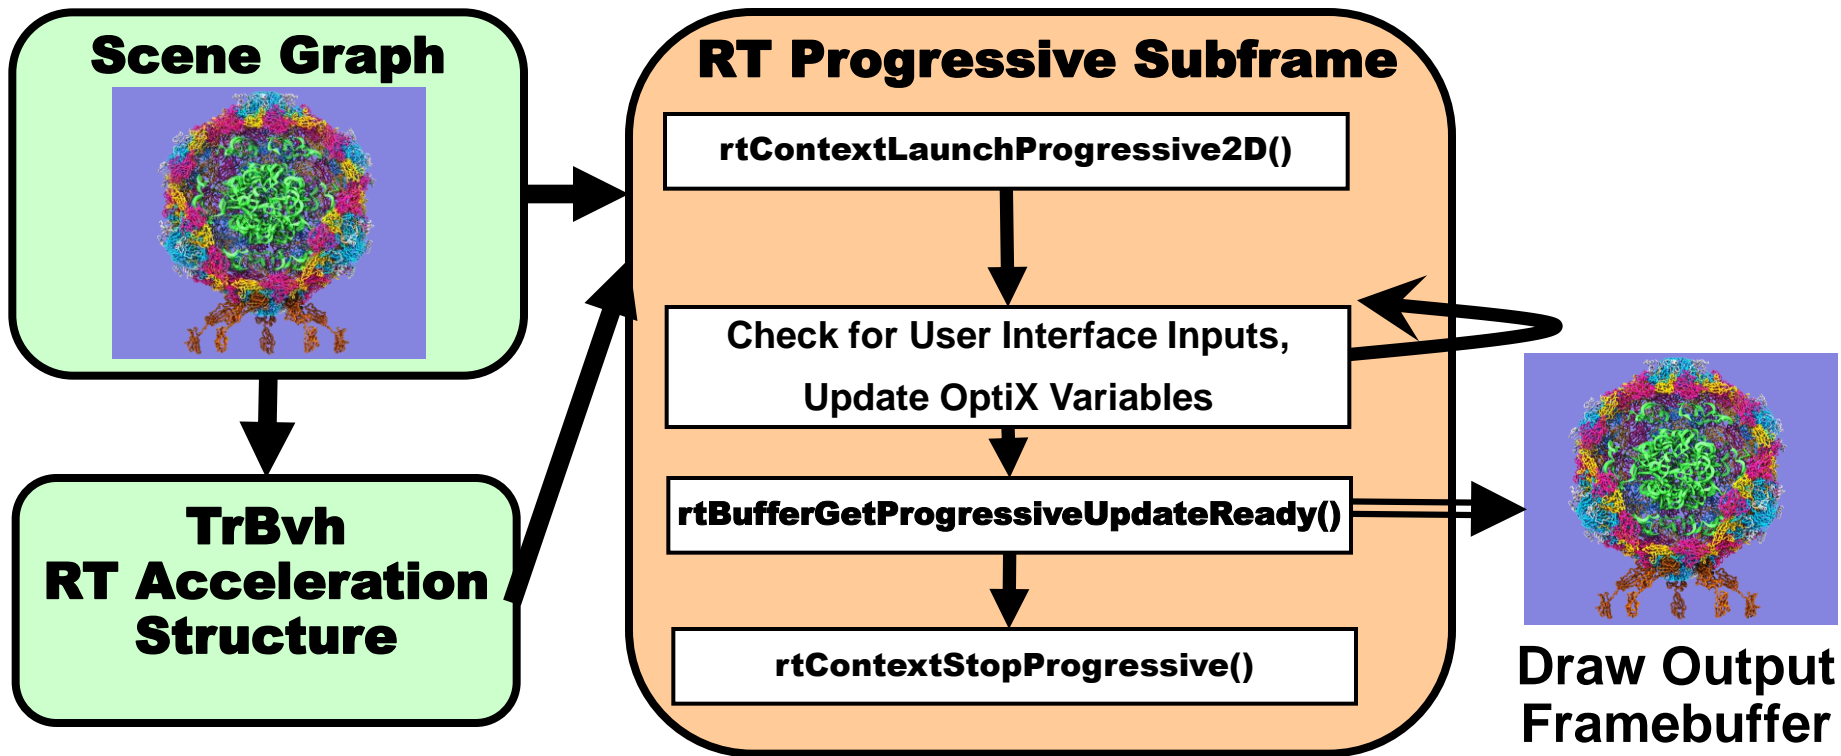 Scene Graph
TrBvh
RT Acceleration
Structure
RT Progressive Subframe
rtContextLaunchProgressive2D()
Check for User Interface Inputs,
Update OptiX Variables
rtBufferGetProgressiveUpdateReady()
rtContextStopProgressive()
Draw Output
Framebuffer